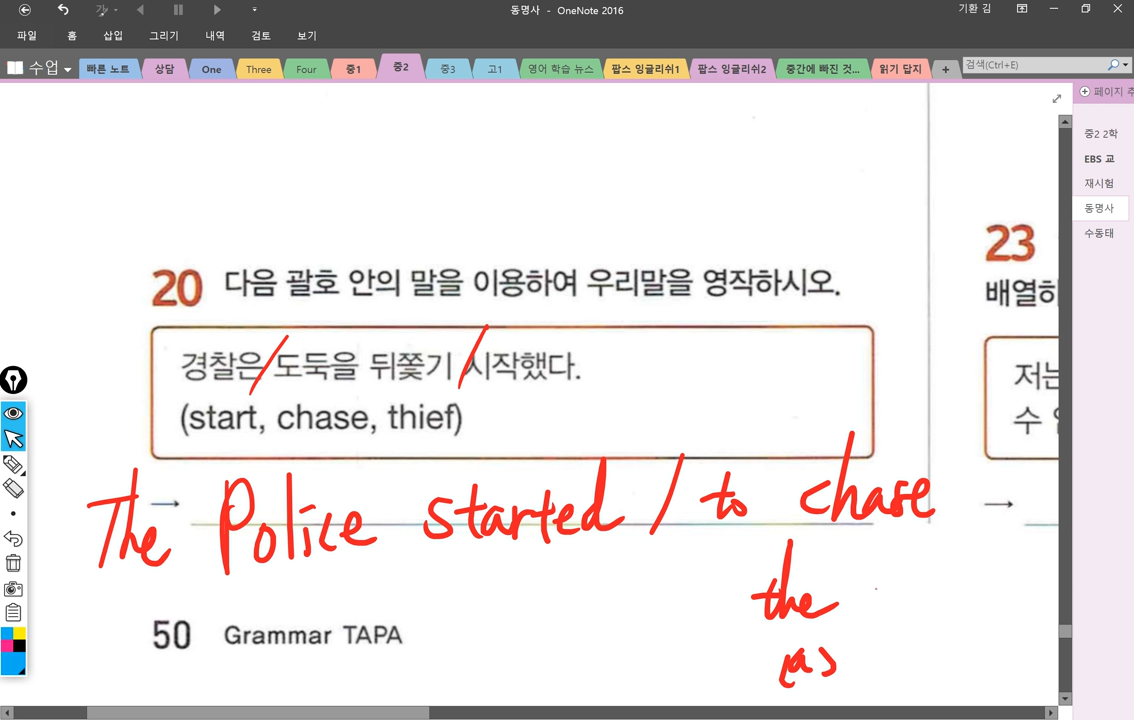 동명사 - OneNote 2016
기환 김
파일 홈 삽입 그리기 내역 검토 보기
수업 빠른 노트 상담 One Three Four 중1 중2 중3 고1 영어 학습 뉴스 팝스 잉글리쉬1 팝스 잉글리쉬2 중간에 빠진 것... 읽기 답지 + 검색(Ctrl+E)
페이지 추
중2 2학
EBS 교
재시험
동명사
수동태
20 다음 괄호 안의 말을 이용하여 우리말을 영작하시오.
경찰은 도둑을 뒤쫓기 시작했다.
(start, chase, thief)
→ The Police started / to chase
the
50 Grammar TAPA
23
배열하
저는
수
→